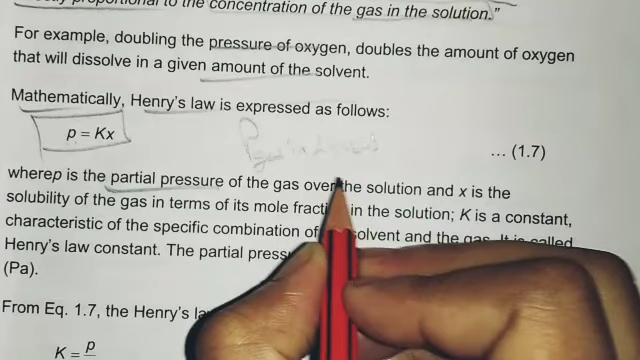 proportional to the concentration of the gas in the solution."
For example, doubling the pressure of oxygen, doubles the amount of oxygen
that will dissolve in a given amount of the solvent.
Mathematically, Henry's law is expressed as follows:
p = Kx
... (1.7)
wherep is the partial pressure of the gas over the solution and x is the
solubility of the gas in terms of its mole in the solution; K is a constant,
characteristic of the specific combination of solvent and the gas. It is called
Henry's law constant. The partial
(Pa).
From Eq. 1.7, the Henry's
K = p